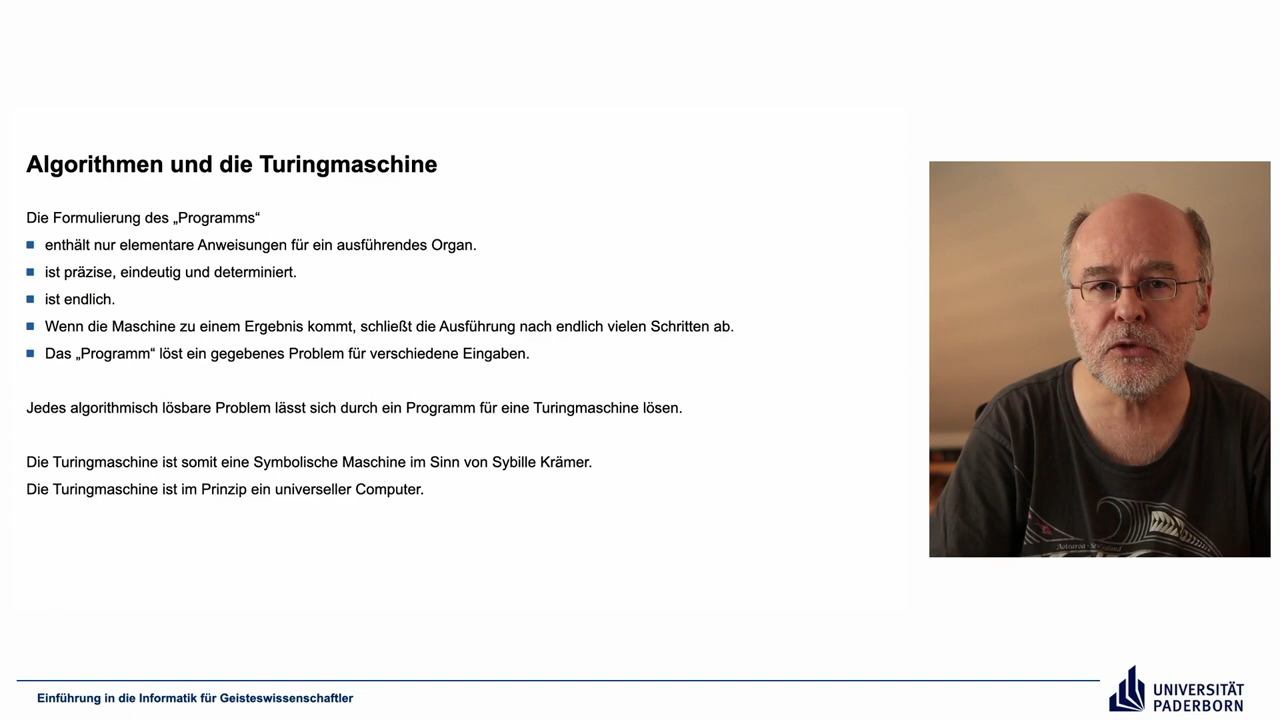 Algorithmen und die Turingmaschine
Die Formulierung des „Programms“
enthält nur elementare Anweisungen für ein ausführendes Organ.
ist präzise, eindeutig und determiniert.
ist endlich.
Wenn die Maschine zu einem Ergebnis kommt, schließt die Ausführung nach endlich vielen Schritten ab.
Das „Programm“ löst ein gegebenes Problem für verschiedene Eingaben.
Jedes algorithmisch lösbare Problem lässt sich durch ein Programm für eine Turingmaschine lösen.
Die Turingmaschine ist somit eine Symbolische Maschine im Sinn von Sybille Krämer.
Die Turingmaschine ist im Prinzip ein universeller Computer.
Aotearoa
Einführung in die Informatik für Geisteswissenschaftler
UNIVERSITÄT
PADERBORN